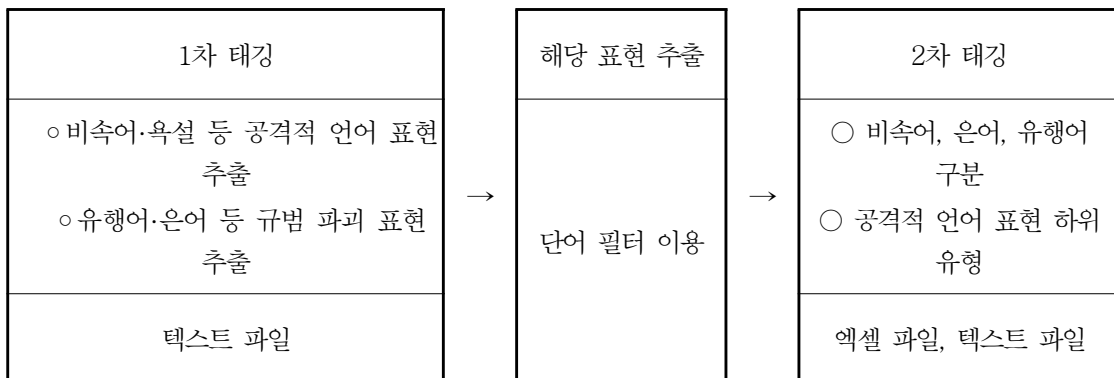 1차 태깅
○비속어·욕설 등 공격적 언어 표현
추출
○유행어·은어 등 규범 파괴 표현
추출
텍스트 파일
→
해당 표현 추출
단어 필터 이용
→
2차 태깅
○ 비속어, 은어, 유행어
구분
○ 공격적 언어 표현 하위
유형
엑셀 파일, 텍스트 파일